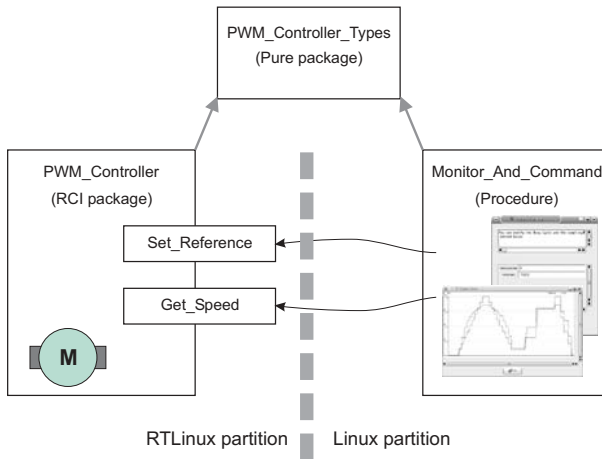 PWM_Controller_Types
(Pure package)
PWM_Controller
(RCI package)
Monitor_And_Command
(Procedure)
Set_Reference
Get_Speed
M
RTLinux partition
Linux partition